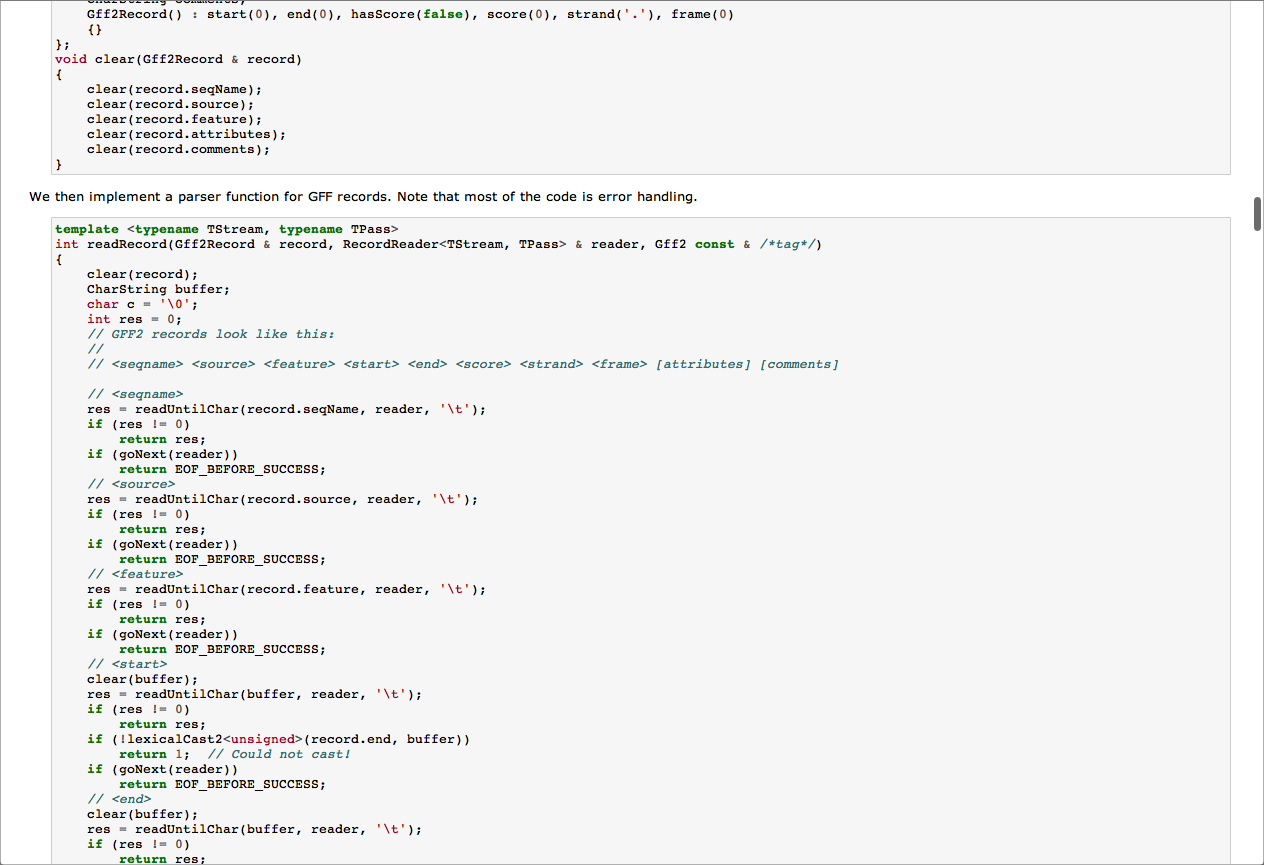 Gff2Record() : start(0), end(0), hasScore(false), score(0), strand('.'), frame(0)
{}
};
void clear(Gff2Record & record)
{
clear(record.seqName);
clear(record.source);
clear(record.feature);
clear(record.attributes);
clear(record.comments);
}
We then implement a parser function for GFF records. Note that most of the code is error handling.
template <typename TStream, typename TPass>
int readRecord(Gff2Record & record, RecordReader<TStream, TPass> & reader, Gff2 const & /*tag*/)
{
clear(record);
CharString buffer;
char c = '\0';
int res = 0;
// GFF2 records look like this:
//
// <seqname> <source> <feature> <start> <end> <score> <strand> <frame> [attributes] [comments]
// <seqname>
res = readUntilChar(record.seqName, reader, '\t');
if (res != 0)
return res;
if (goNext(reader))
return EOF_BEFORE_SUCCESS;
// <source>
res = readUntilChar(record.source, reader, '\t');
if (res != 0)
return res;
if (goNext(reader))
return EOF_BEFORE_SUCCESS;
// <feature>
res = readUntilChar(record.feature, reader, '\t');
if (res != 0)
return res;
if (goNext(reader))
return EOF_BEFORE_SUCCESS;
// <start>
clear(buffer);
res = readUntilChar(buffer, reader, '\t');
if (res != 0)
return res;
if (!lexicalCast2<unsigned>(record.end, buffer))
return 1;  // Could not cast!
if (goNext(reader))
return EOF_BEFORE_SUCCESS;
// <end>
clear(buffer);
res = readUntilChar(buffer, reader, '\t');
if (res != 0)
return res;